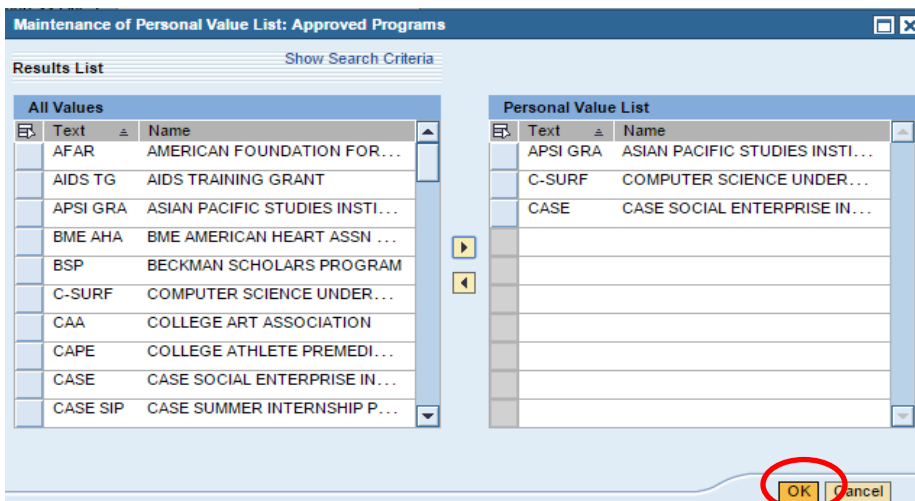 Maintenance of Personal Value List: Approved Programs
Show Search Criteria
Results List
All Values
Text Name
AFAR AMERICAN FOUNDATION FOR...
AIDS TG AIDS TRAINING GRANT
APSI GRA ASIAN PACIFIC STUDIES INSTI...
BME AHA BME AMERICAN HEART ASSN ...
BSP BECKMAN SCHOLARS PROGRAM
C-SURF COMPUTER SCIENCE UNDER...
CAA COLLEGE ART ASSOCIATION
CAPE COLLEGE ATHLETE PREMEDI...
CASE CASE SOCIAL ENTERPRISE IN...
CASE SIP CASE SUMMER INTERNSHIP P...
Personal Value List
Text Name
APSI GRA ASIAN PACIFIC STUDIES INSTI...
C-SURF COMPUTER SCIENCE UNDER...
CASE CASE SOCIAL ENTERPRISE IN...
OK Cancel